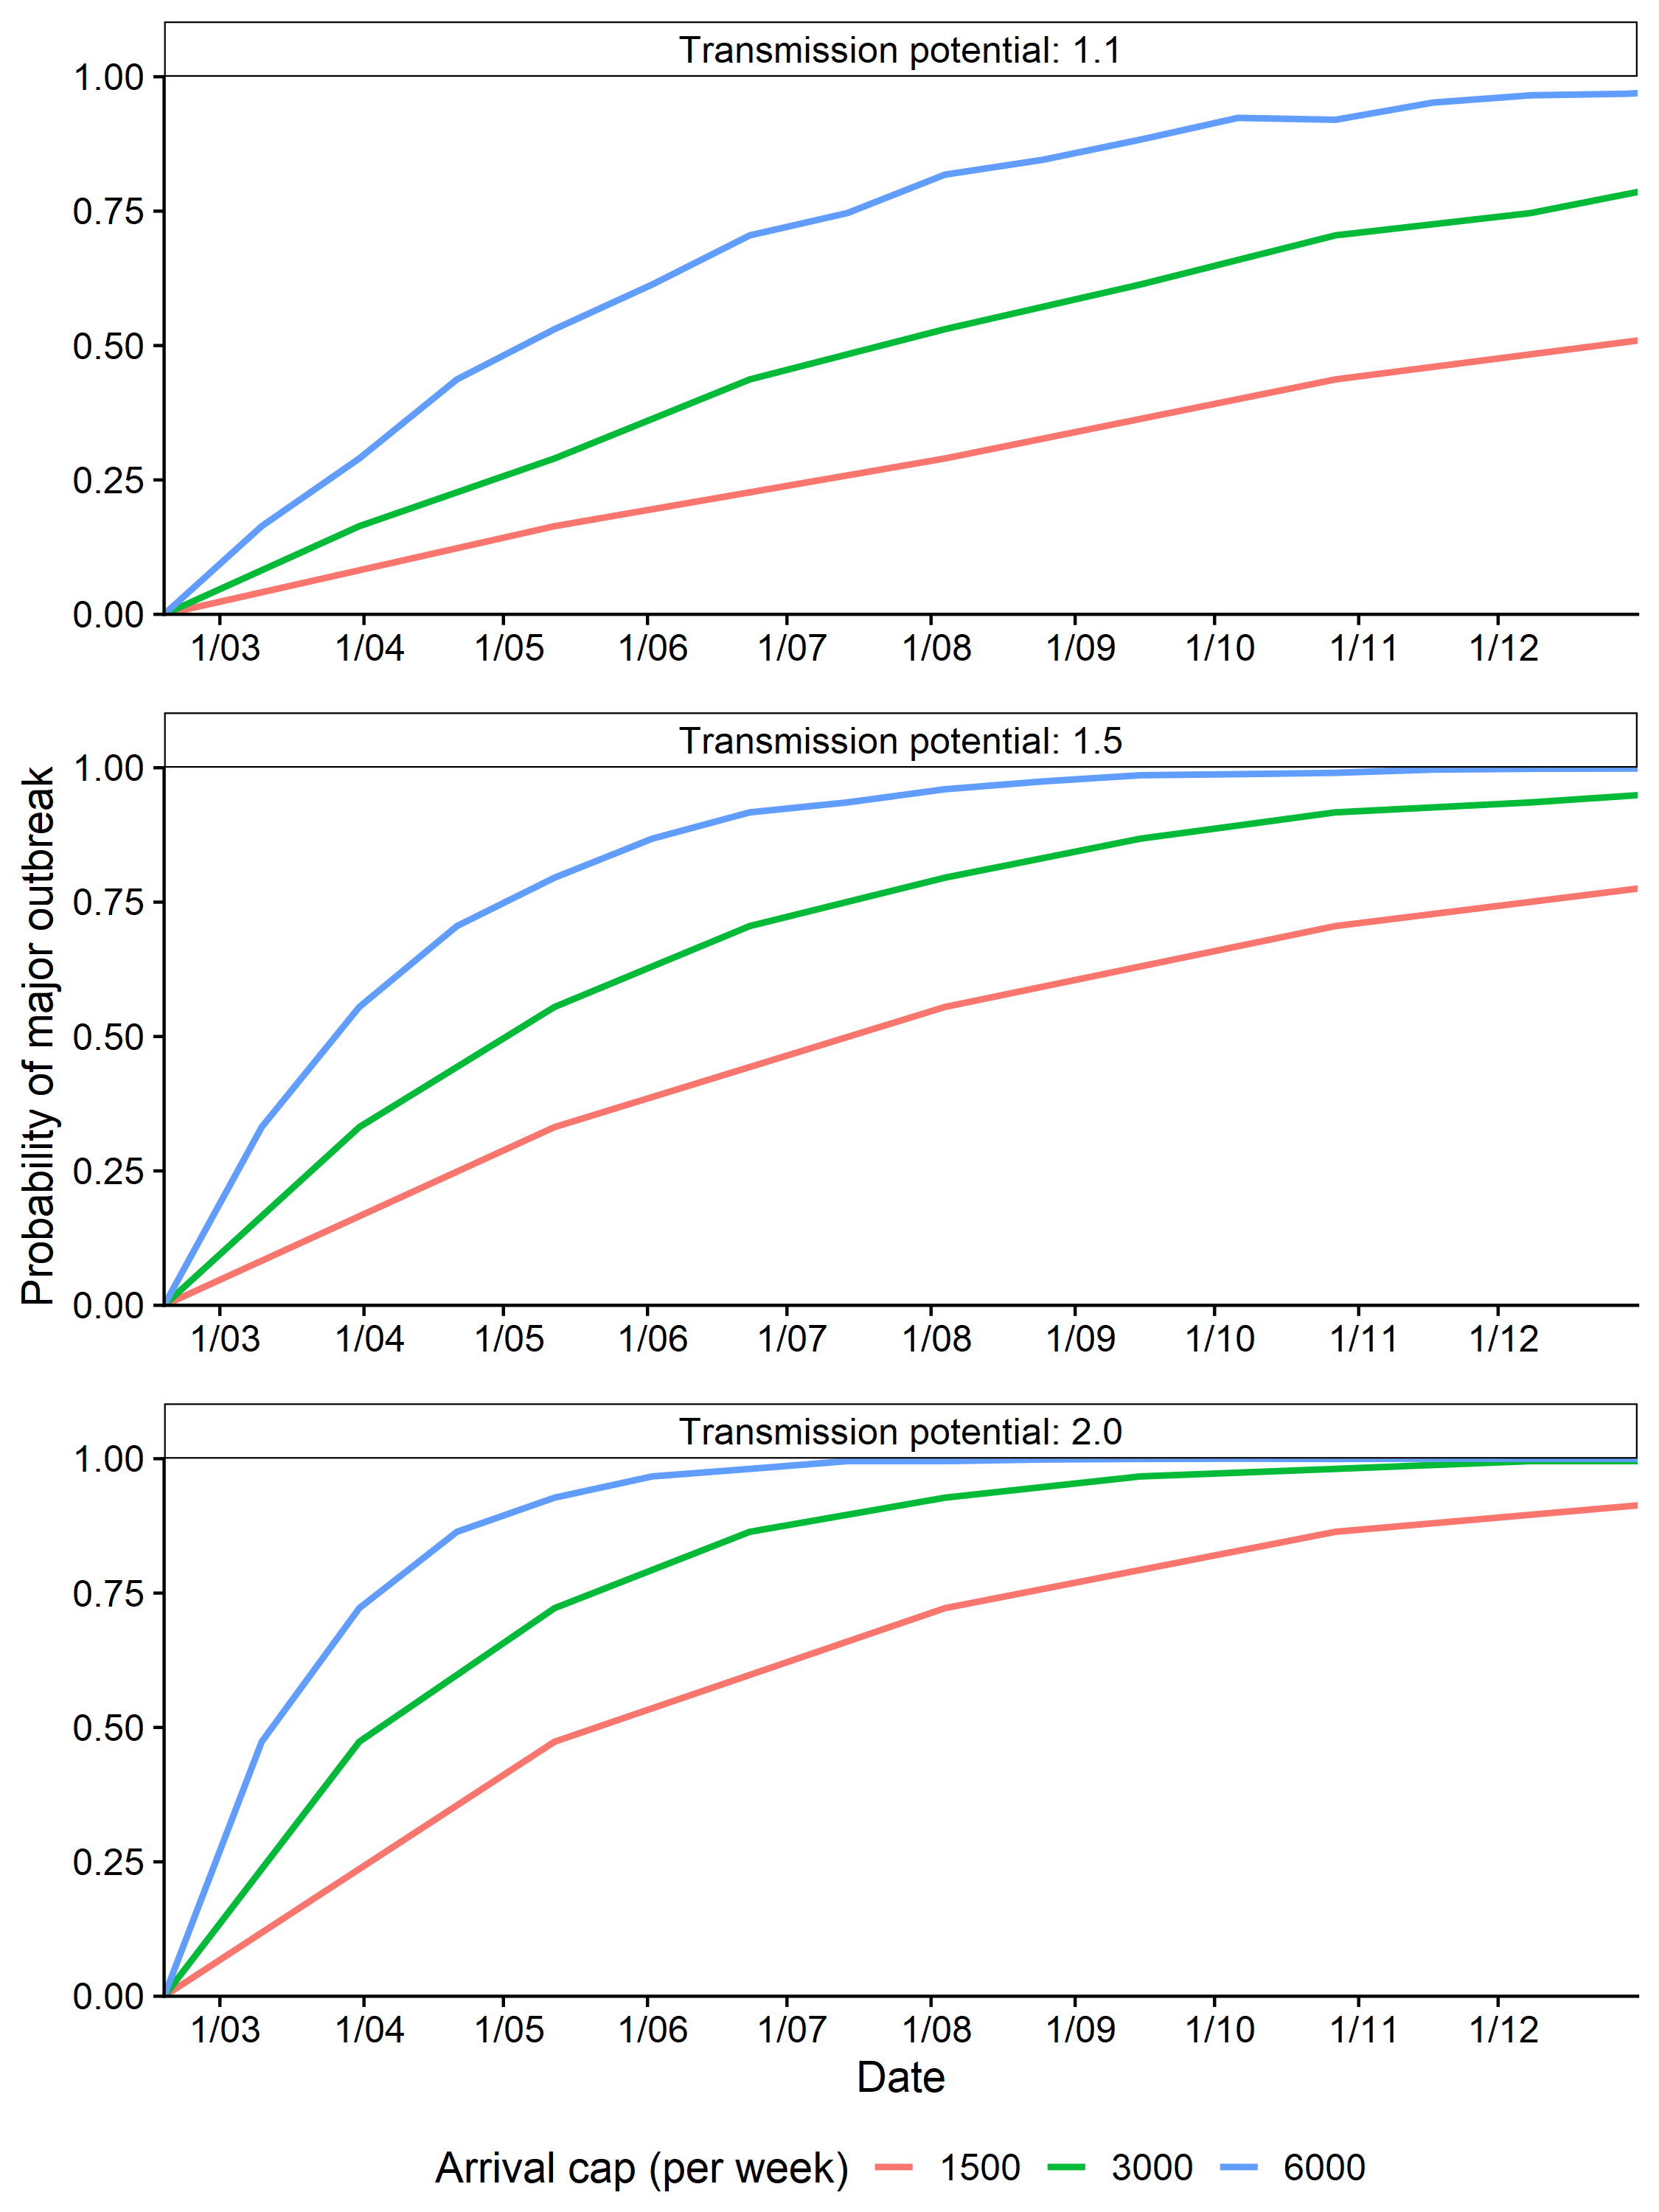 Transmission potential: 1.1
1.00
0.75
0.50
0.25
0.00
1/03 1/04 1/05 1/06 1/07 1/08 1/09 1/10 1/11 1/12
Probability of major outbreak
Transmission potential: 1.5
1.00
0.75
0.50
0.25
0.00
1/03 1/04 1/05 1/06 1/07 1/08 1/09 1/10 1/11 1/12
Transmission potential: 2.0
1.00
0.75
0.50
0.25
0.00
1/03 1/04 1/05 1/06 1/07 1/08 1/09 1/10 1/11 1/12
Date
Arrival cap (per week) 1500 3000 6000